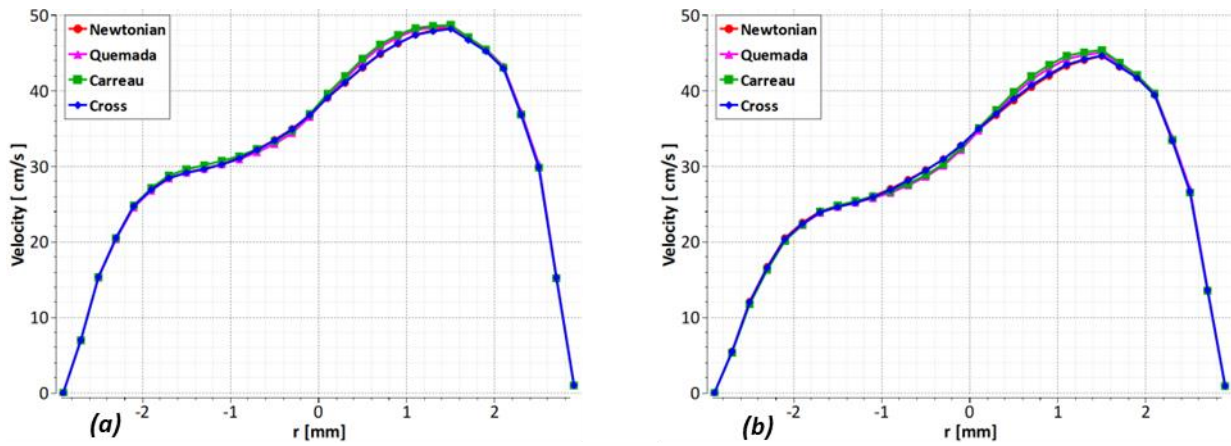 50
40
30
20
10
0
Velocity [ cm/s ]
Newtonian
Quemada
Carreau
Cross
-2
-1
0
1
2
r [mm]
(a)
50
40
30
20
10
0
Velocity [ cm/s ]
Newtonian
Quemada
Carreau
Cross
-2
-1
0
1
2
r [mm]
(b)